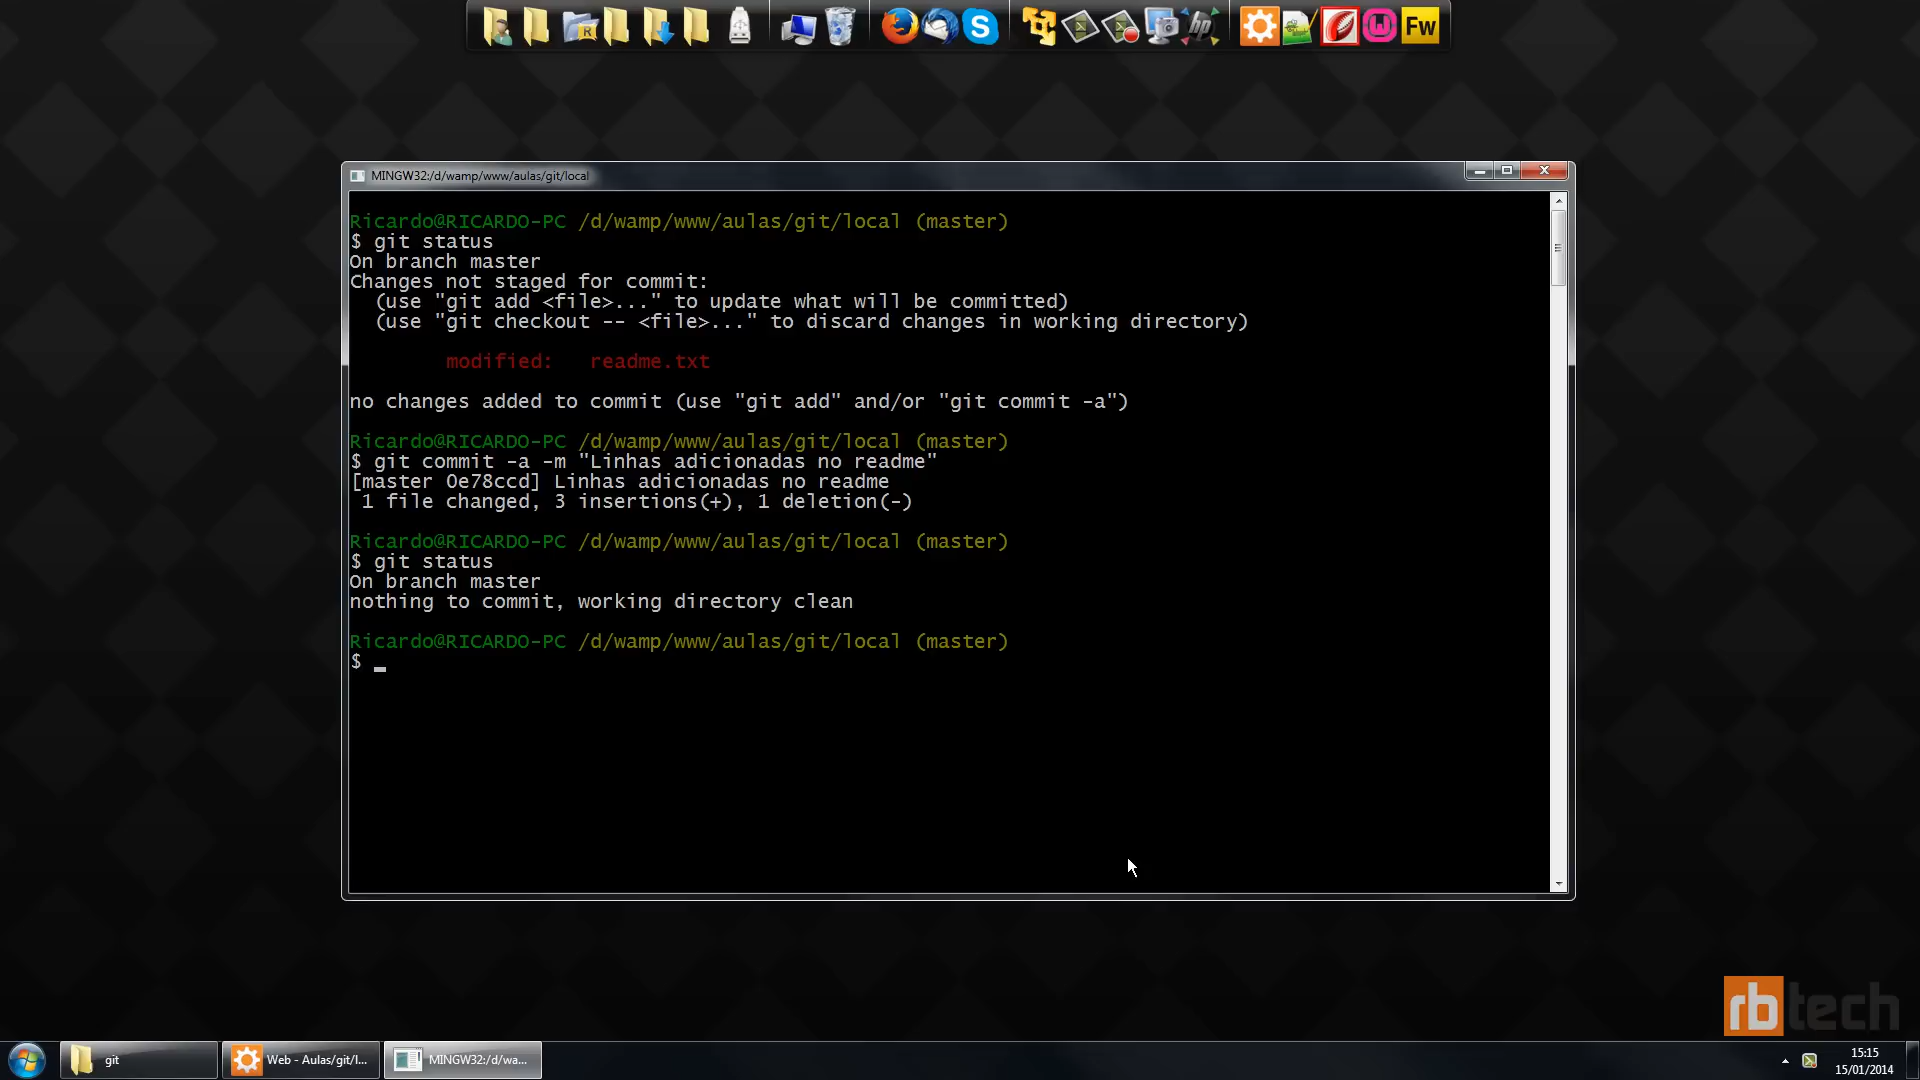 Fw
MINGW32:/d/wamp/www/aulas/git/local
Ricardo@RICARDO-PC /d/wamp/www/aulas/git/local (master)
$ git status
On branch master
Changes not staged for commit:
  (use "git add <file>..." to update what will be committed)
  (use "git checkout -- <file>..." to discard changes in working directory)
        modified:   readme.txt
no changes added to commit (use "git add" and/or "git commit -a")
Ricardo@RICARDO-PC /d/wamp/www/aulas/git/local (master)
$ git commit -a -m "Linhas adicionadas no readme"
[master 0e78ccd] Linhas adicionadas no readme
 1 file changed, 3 insertions(+), 1 deletion(-)
Ricardo@RICARDO-PC /d/wamp/www/aulas/git/local (master)
$ git status
On branch master
nothing to commit, working directory clean
Ricardo@RICARDO-PC /d/wamp/www/aulas/git/local (master)
$ _
rbtech
git
Web - Aulas/git/l...
MINGW32:/d/wa...
15:15
15/01/2014